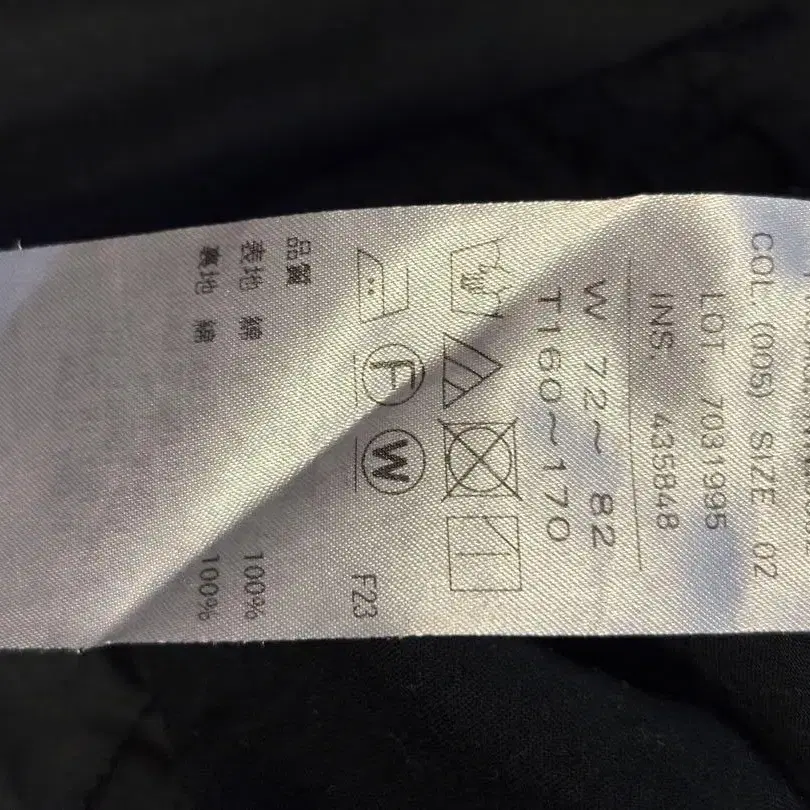 COL. (005) SIZE 02
LOT. 7031995
INS. 435848
W 72～ 82
T160～170
F W
F23
品質
表地 綿 100%
裏地 綿 100%